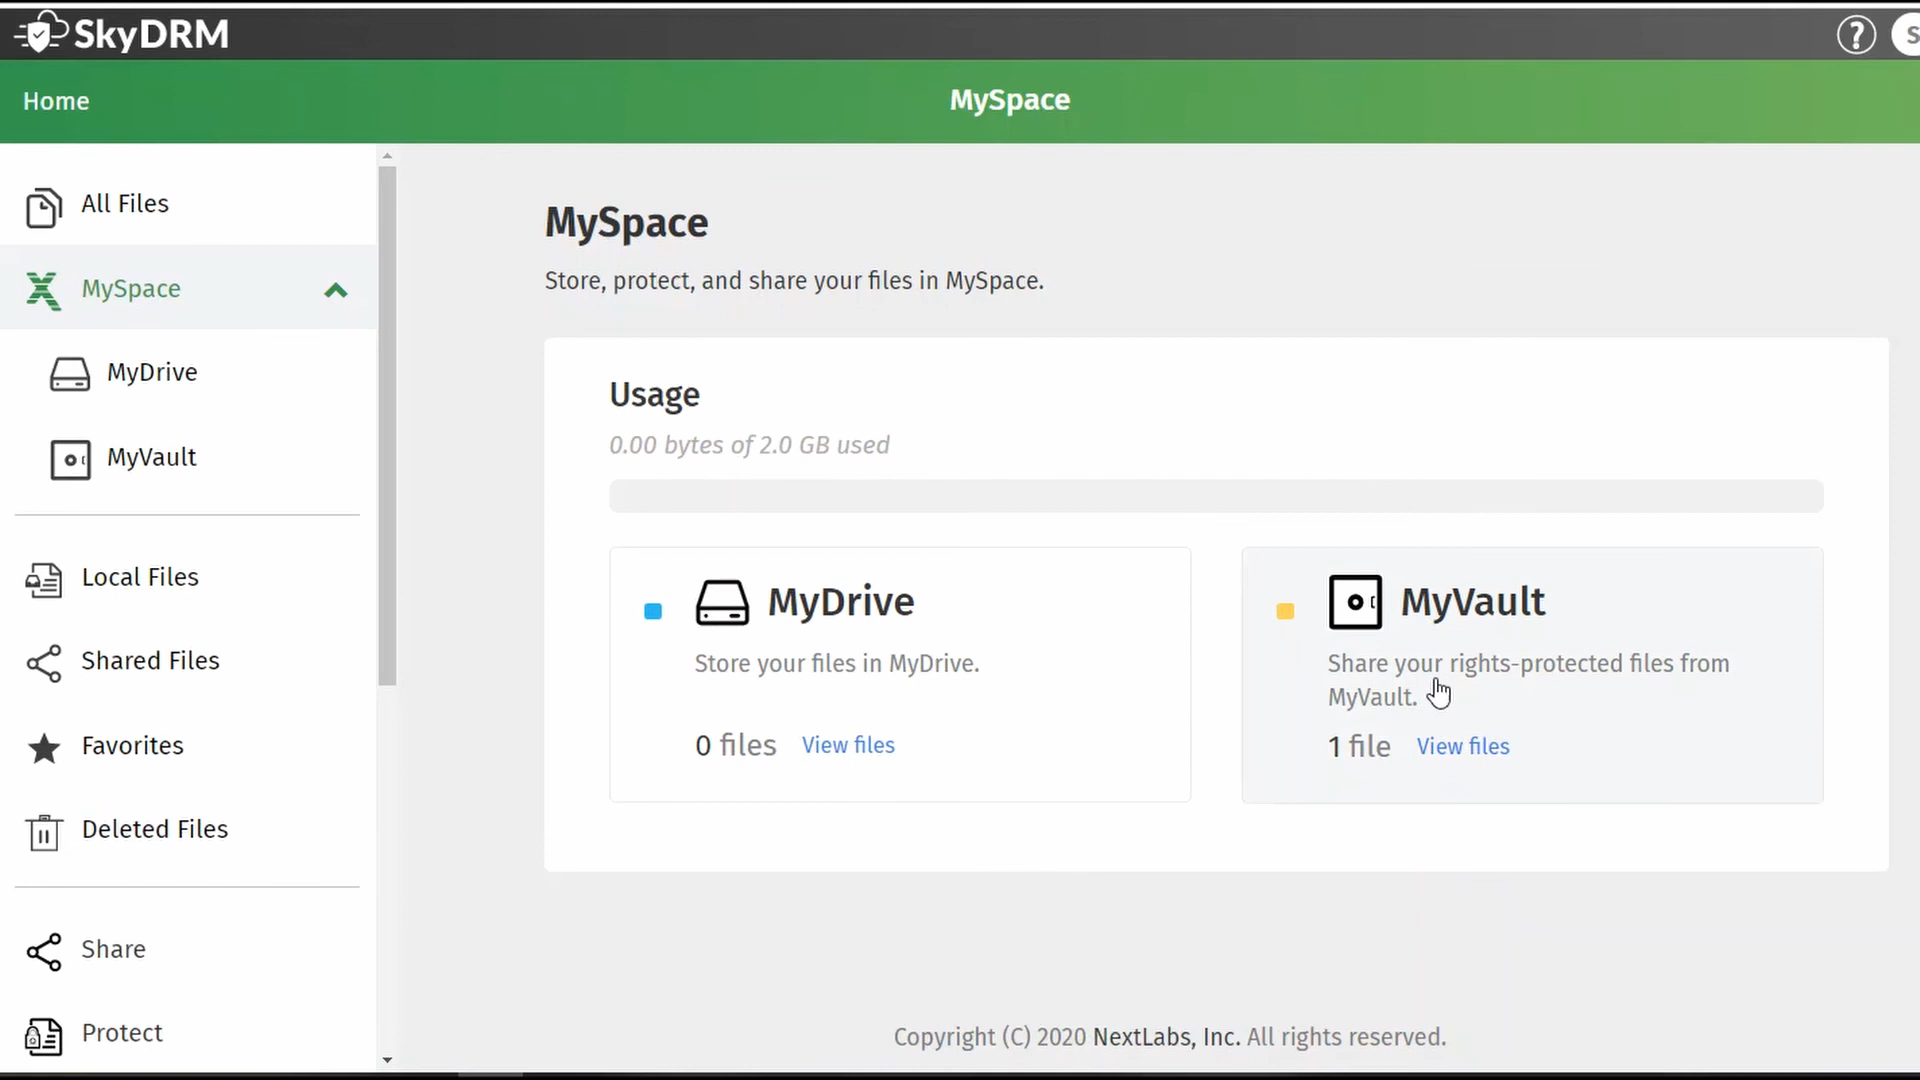 SkyDRM
?
S
Home
MySpace
All Files
MySpace
MyDrive
MyVault
Local Files
Shared Files
Favorites
Deleted Files
Share
Protect
MySpace
Store, protect, and share your files in MySpace.
Usage
0.00 bytes of 2.0 GB used
MyDrive
Store your files in MyDrive.
0 files View files
MyVault
Share your rights-protected files from
MyVault.
1 file View files
Copyright (C) 2020 NextLabs, Inc. All rights reserved.